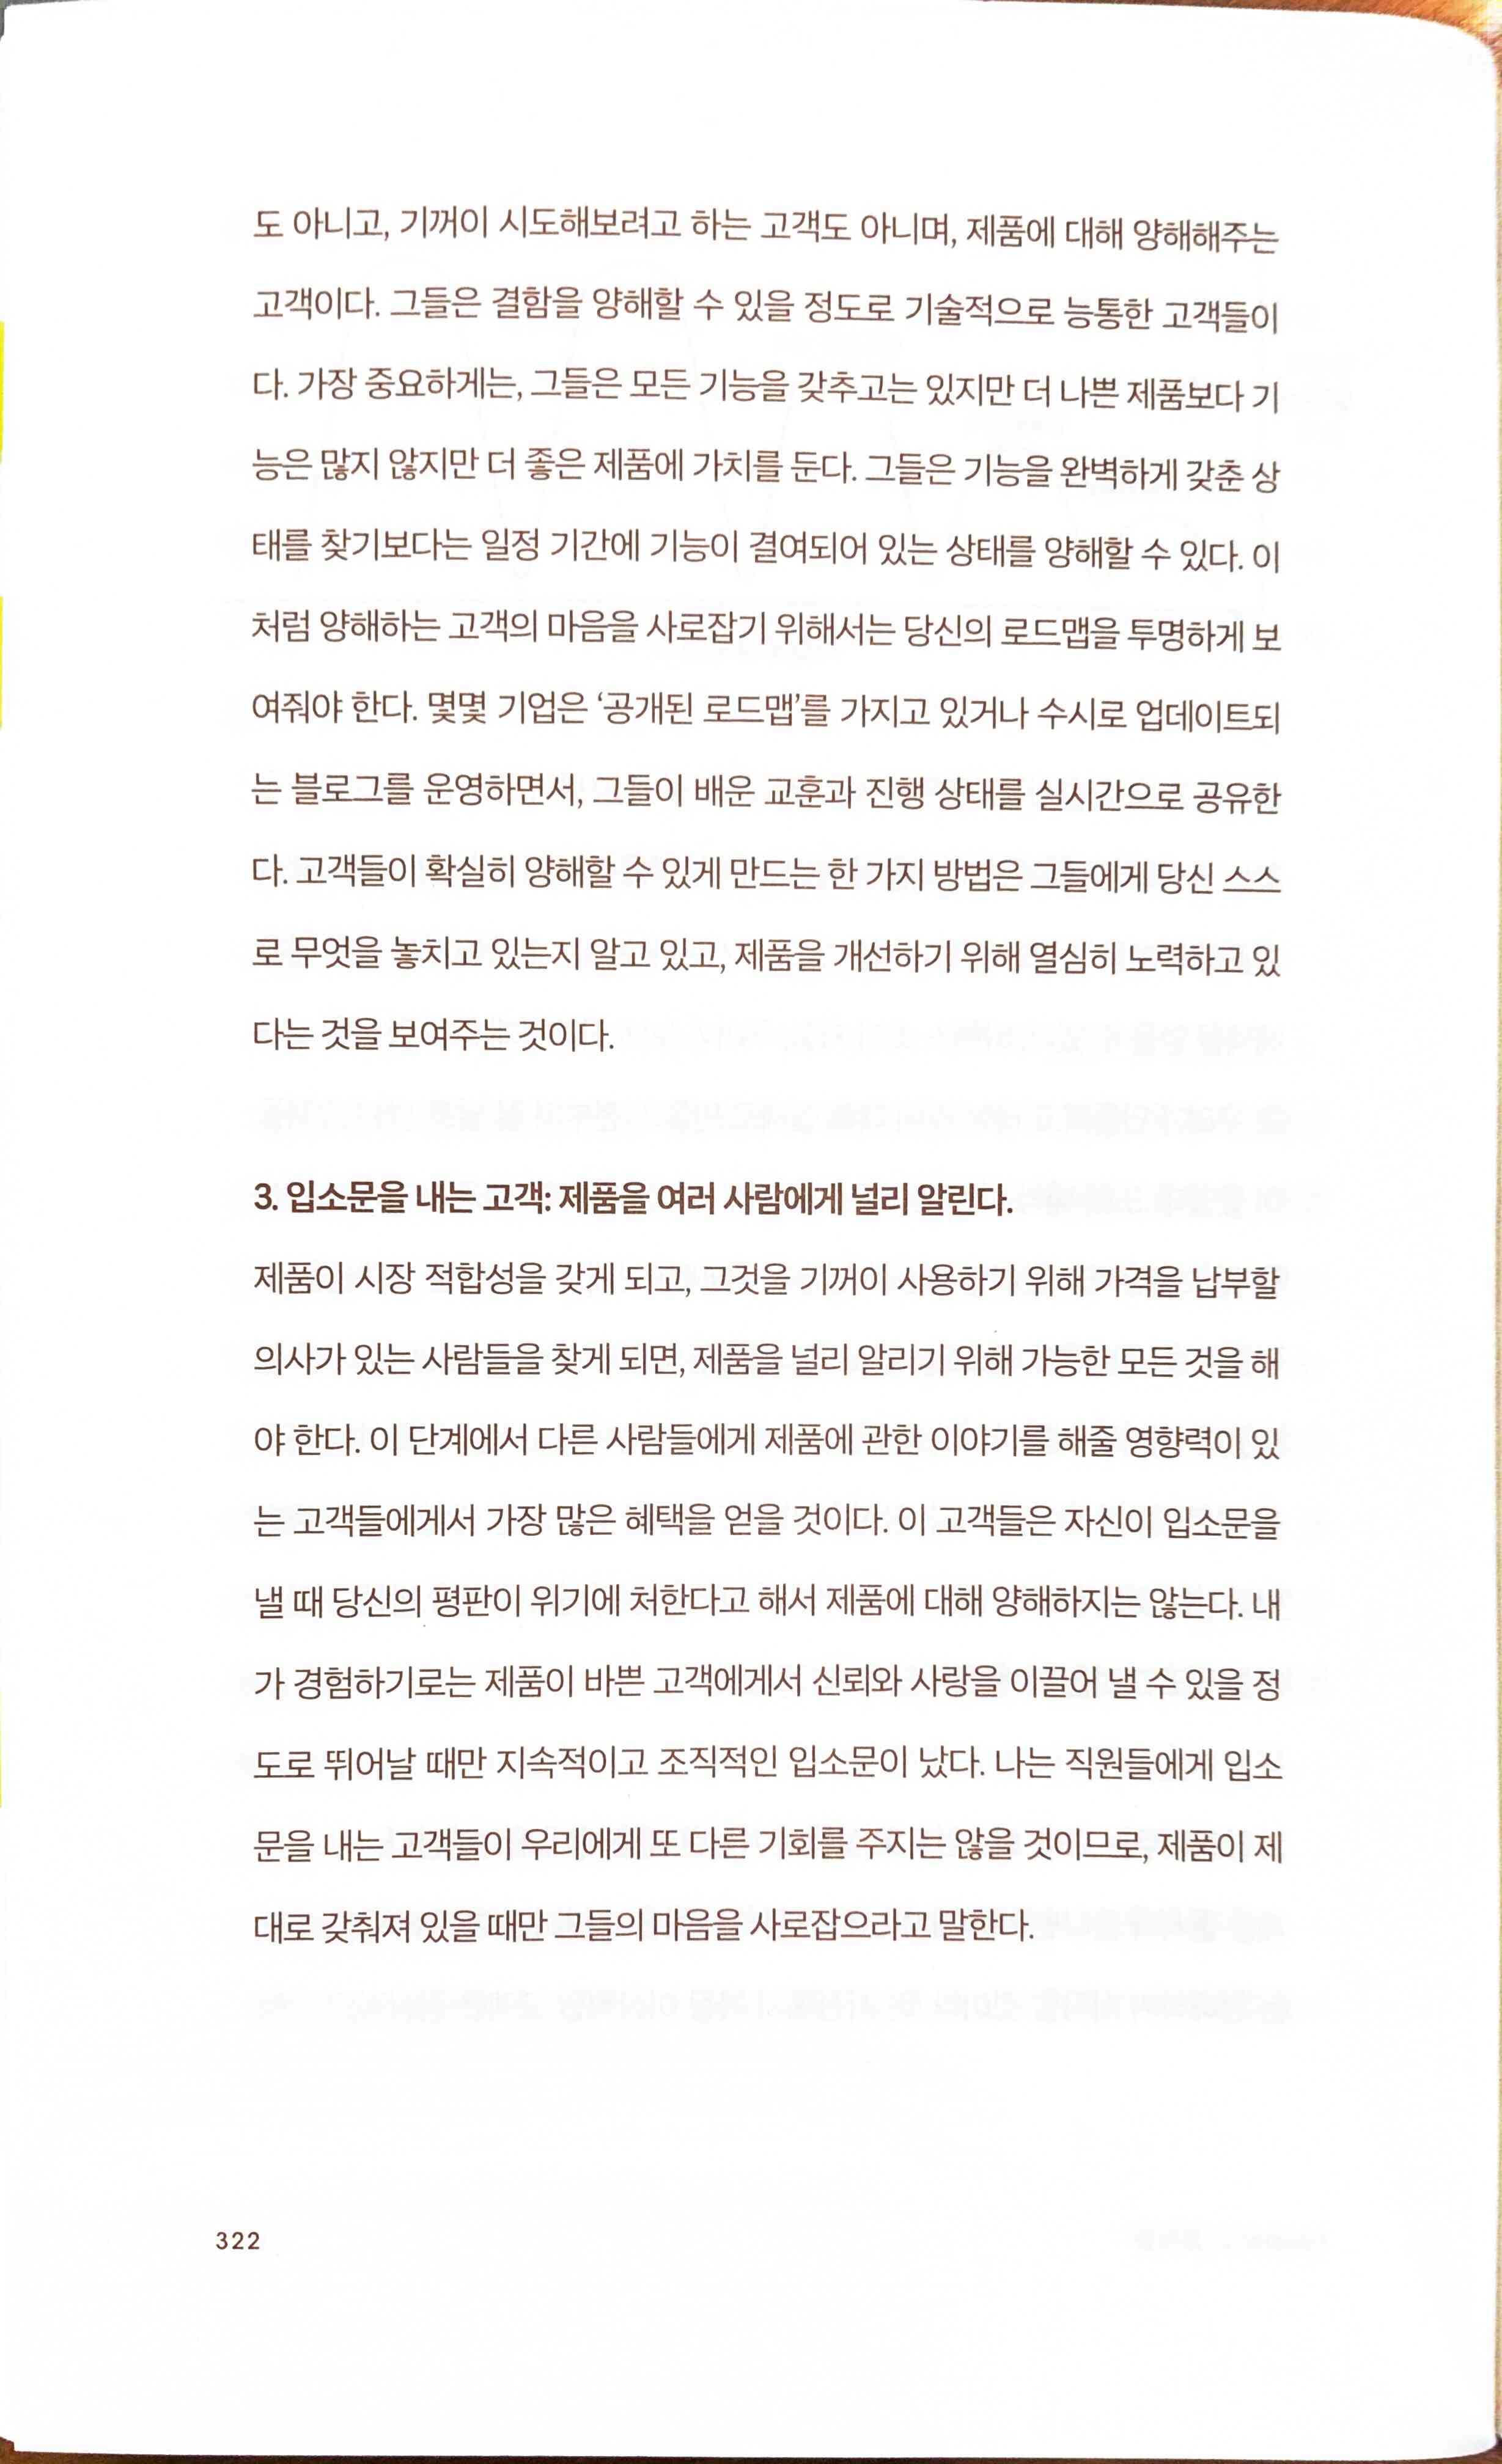 도 아니고, 기꺼이 시도해보려고 하는 고객도 아니며, 제품에 대해 양해해주는
고객이다. 그들은 결함을 양해할 수 있을 정도로 기술적으로 능통한 고객들이
다. 가장 중요하게는, 그들은 모든 기능을 갖추고는 있지만 더 나쁜 제품보다 기
능은 많지 않지만 더 좋은 제품에 가치를 둔다. 그들은 기능을 완벽하게 갖춘 상
태를 찾기보다는 일정 기간에 기능이 결여되어 있는 상태를 양해할 수 있다. 이
처럼 양해하는 고객의 마음을 사로잡기 위해서는 당신의 로드맵을 투명하게 보
여줘야 한다. 몇몇 기업은 ‘공개된 로드맵’를 가지고 있거나 수시로 업데이트되
는 블로그를 운영하면서, 그들이 배운 교훈과 진행 상태를 실시간으로 공유한
다. 고객들이 확실히 양해할 수 있게 만드는 한 가지 방법은 그들에게 당신 스스
로 무엇을 놓치고 있는지 알고 있고, 제품을 개선하기 위해 열심히 노력하고 있
다는 것을 보여주는 것이다.
3. 입소문을 내는 고객: 제품을 여러 사람에게 널리 알린다.
제품이 시장 적합성을 갖게 되고, 그것을 기꺼이 사용하기 위해 가격을 납부할
의사가 있는 사람들을 찾게 되면, 제품을 널리 알리기 위해 가능한 모든 것을 해
야 한다. 이 단계에서 다른 사람들에게 제품에 관한 이야기를 해줄 영향력이 있
는 고객들에게서 가장 많은 혜택을 얻을 것이다. 이 고객들은 자신이 입소문을
낼 때 당신의 평판이 위기에 처한다고 해서 제품에 대해 양해하지는 않는다. 내
가 경험하기로는 제품이 바쁜 고객에게서 신뢰와 사랑을 이끌어 낼 수 있을 정
도로 뛰어날 때만 지속적이고 조직적인 입소문이 났다. 나는 직원들에게 입소
문을 내는 고객들이 우리에게 또 다른 기회를 주지는 않을 것이므로, 제품이 제
대로 갖춰져 있을 때만 그들의 마음을 사로잡으라고 말한다.
322